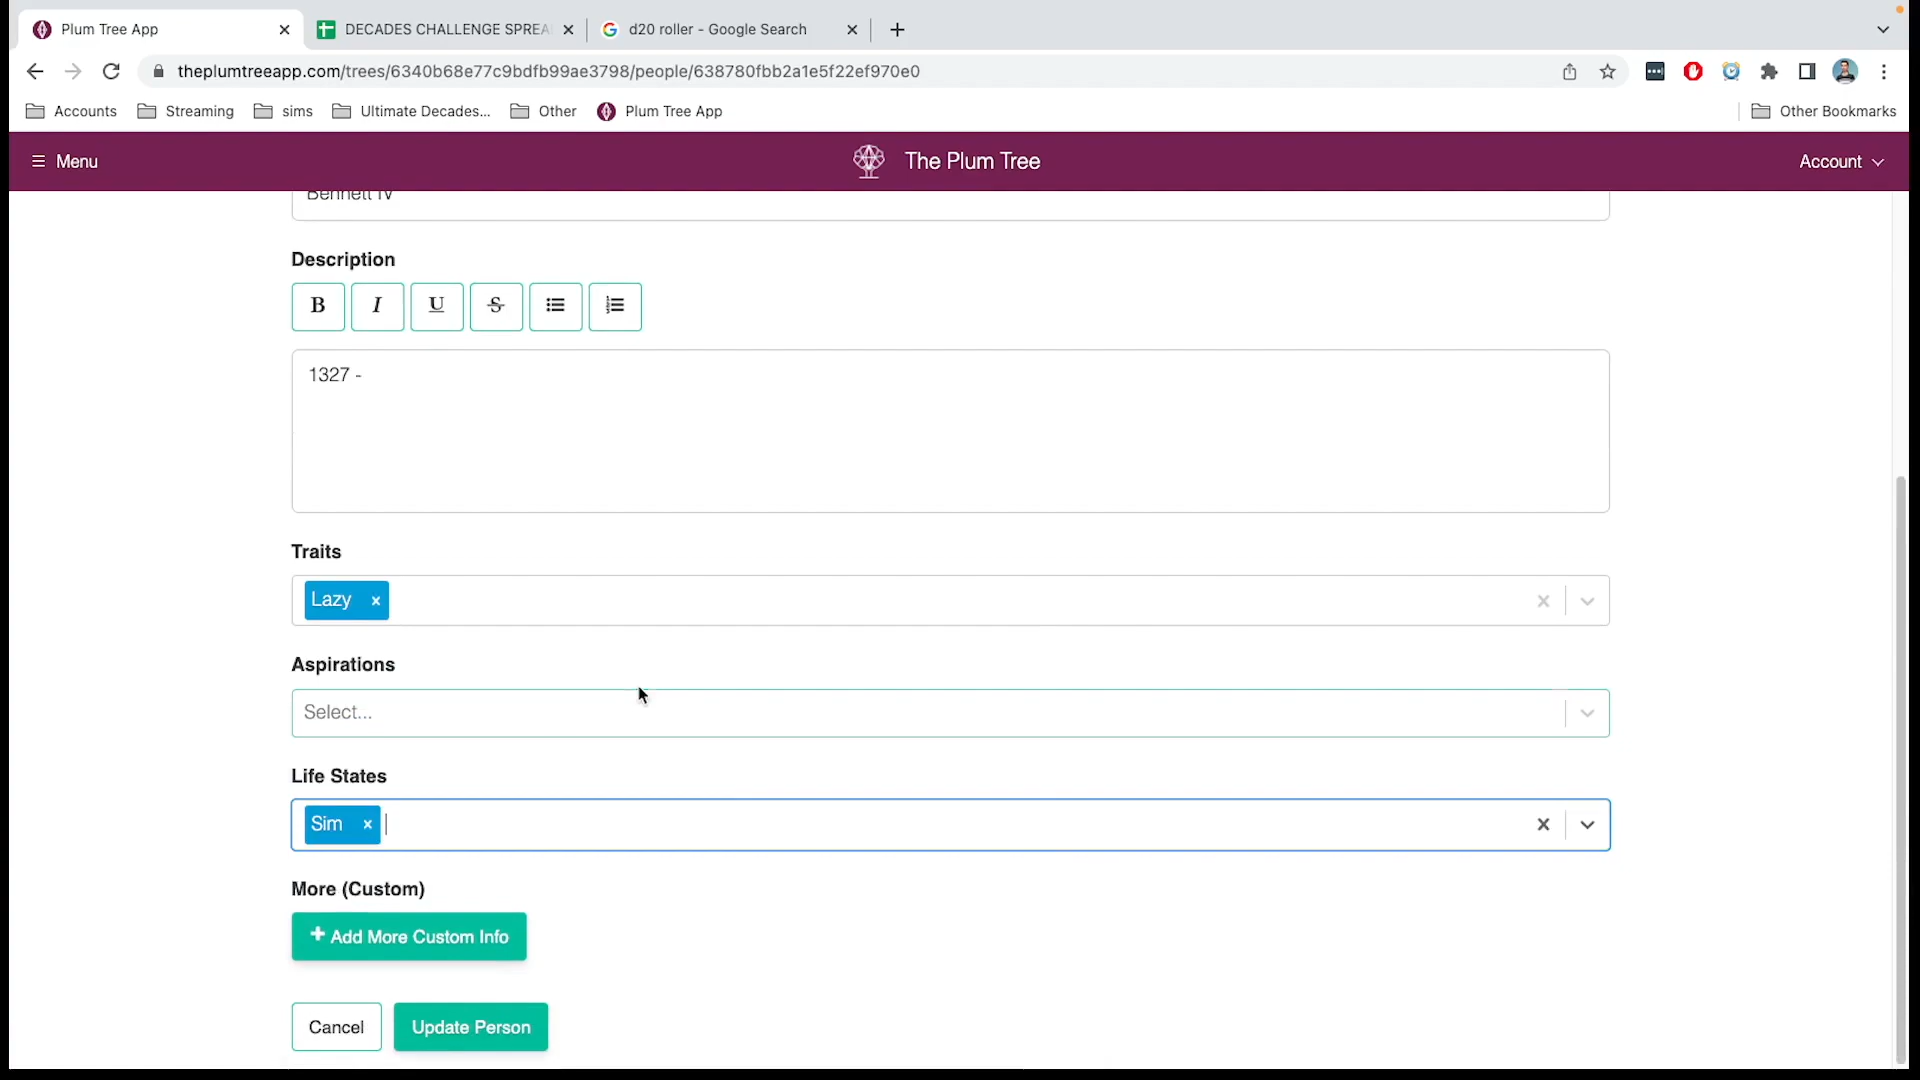 Plum Tree App
DECADES CHALLENGE SPREA
d20 roller - Google Search
theplumtreeapp.com/trees/6340b68e77c9bdfb99ae3798/people/638780fbb2a1e5f22ef970e0
Accounts
Streaming
sims
Ultimate Decades...
Other
Plum Tree App
Other Bookmarks
Menu
The Plum Tree
Account
Bennett IV
Description
B I U S
1327 -
Traits
Lazy ×
Aspirations
Select...
Life States
Sim ×
More (Custom)
+ Add More Custom Info
Cancel
Update Person